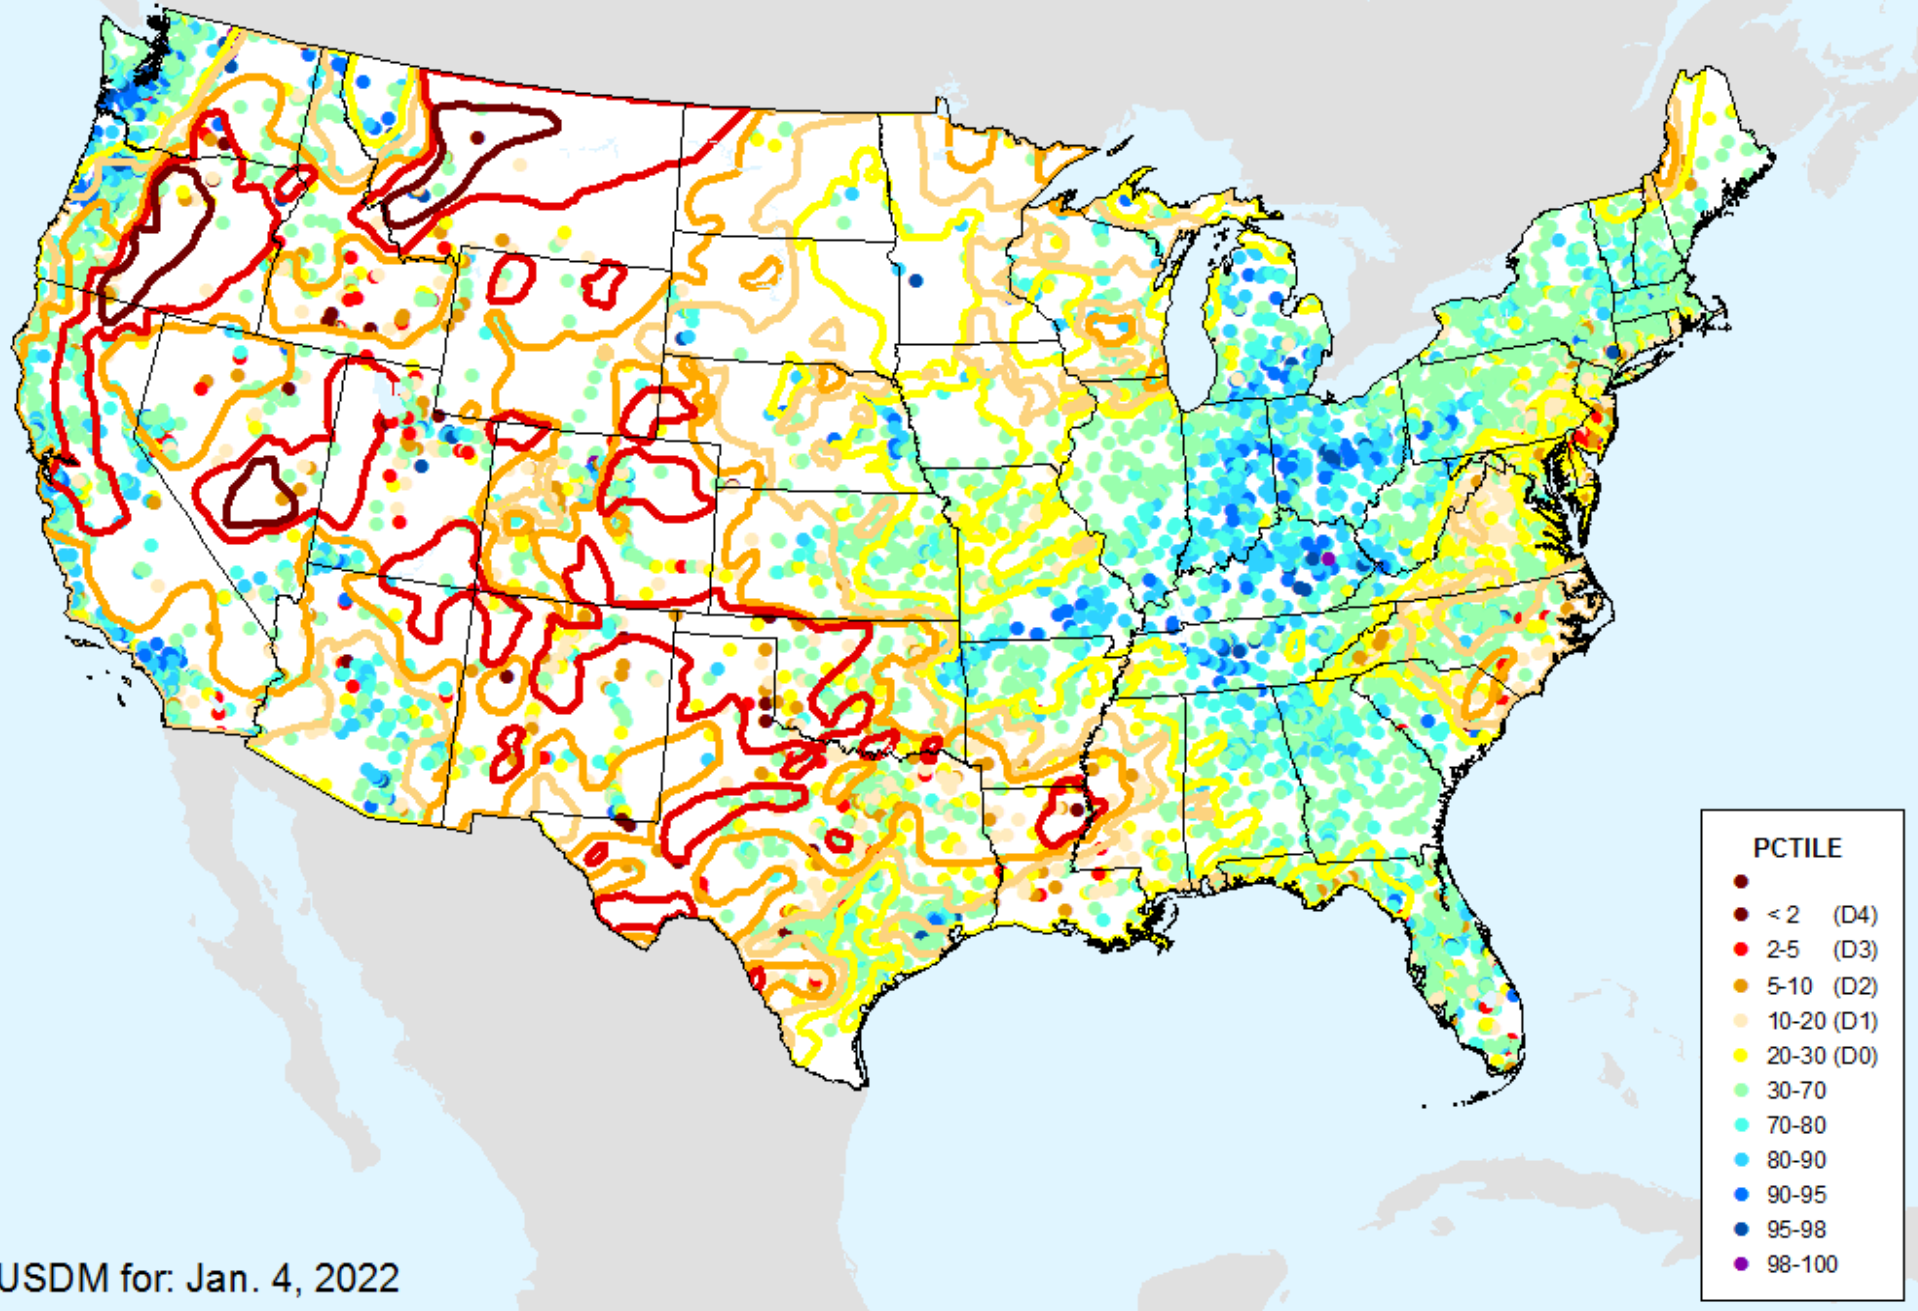 PCTILE
< 2 (D4)
2-5 (D3)
5-10 (D2)
10-20 (D1)
20-30 (D0)
30-70
70-80
80-90
90-95
95-98
98-100
USDM for: Jan. 4, 2022